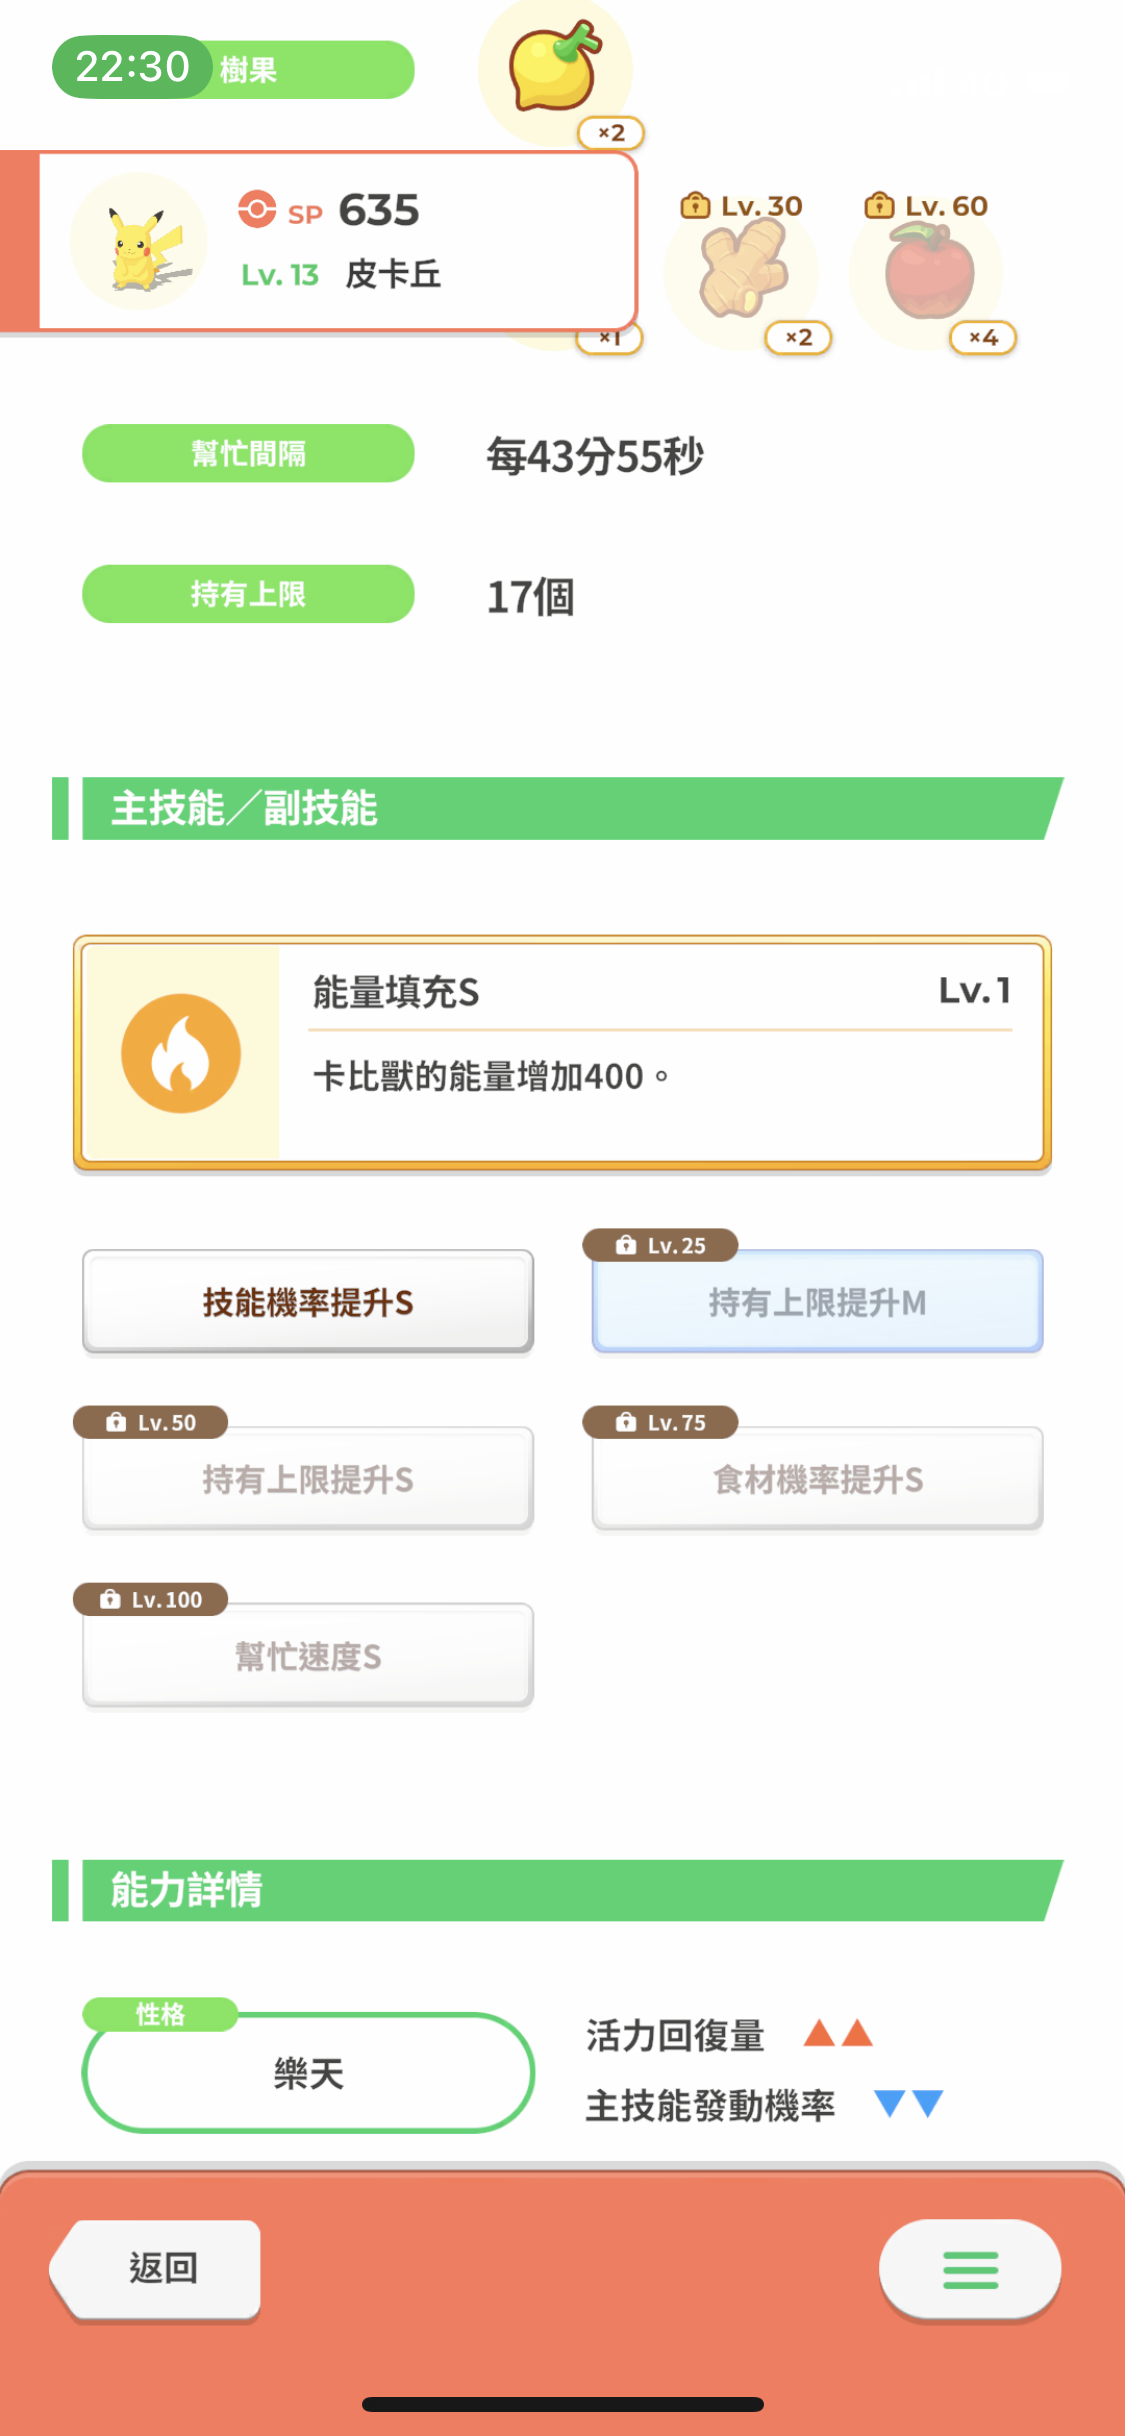 22:30
樹果
×2
SP 635
Lv. 13 皮卡丘
Lv. 30
Lv. 60
×1
×2
×4
幫忙間隔
每43分55秒
持有上限
17個
主技能／副技能
能量填充S
Lv. 1
卡比獸的能量增加400。
技能機率提升S
Lv. 25
持有上限提升M
Lv. 50
持有上限提升S
Lv. 75
食材機率提升S
Lv. 100
幫忙速度S
能力詳情
性格
樂天
活力回復量
主技能發動機率
返回